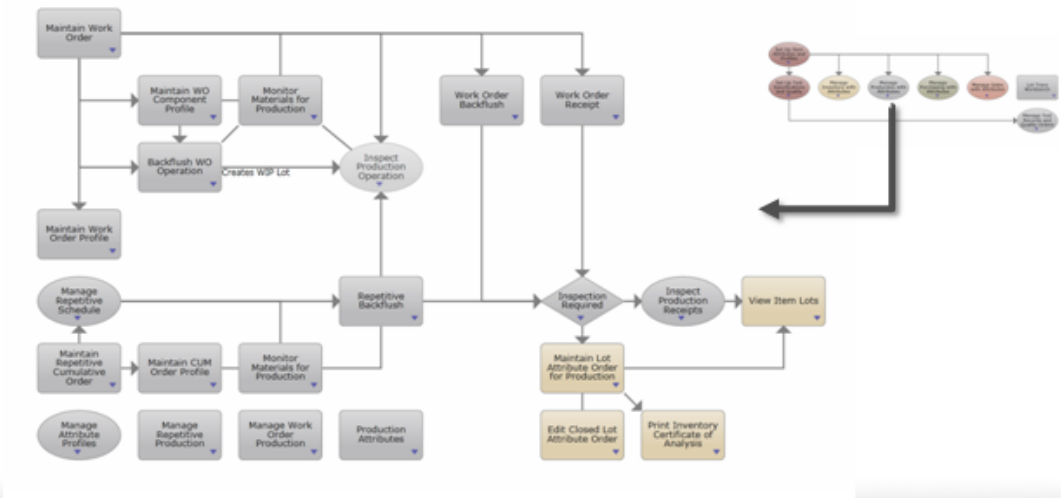 Maintain Work
Order
Maintain WO
Component
Profile
Monitor
Materials for
Production
Work Order
Backflush
Work Order
Receipt
Backflush WO
Operation
Creates WIP Lot
Inspect
Production
Operation
Maintain Work
Order Profile
Manage
Repetitive
Schedule
Repetitive
Backflush
Inspection
Required
Inspect
Production
Receipts
View Item Lots
Maintain
Repetitive
Cumulative
Order
Maintain CUM
Order Profile
Monitor
Materials for
Production
Maintain Lot
Attribute Order
for Production
Manage
Attribute
Profiles
Manage
Repetitive
Production
Manage Work
Order
Production
Production
Attributes
Edit Closed Lot
Attribute Order
Print Inventory
Certificate of
Analysis